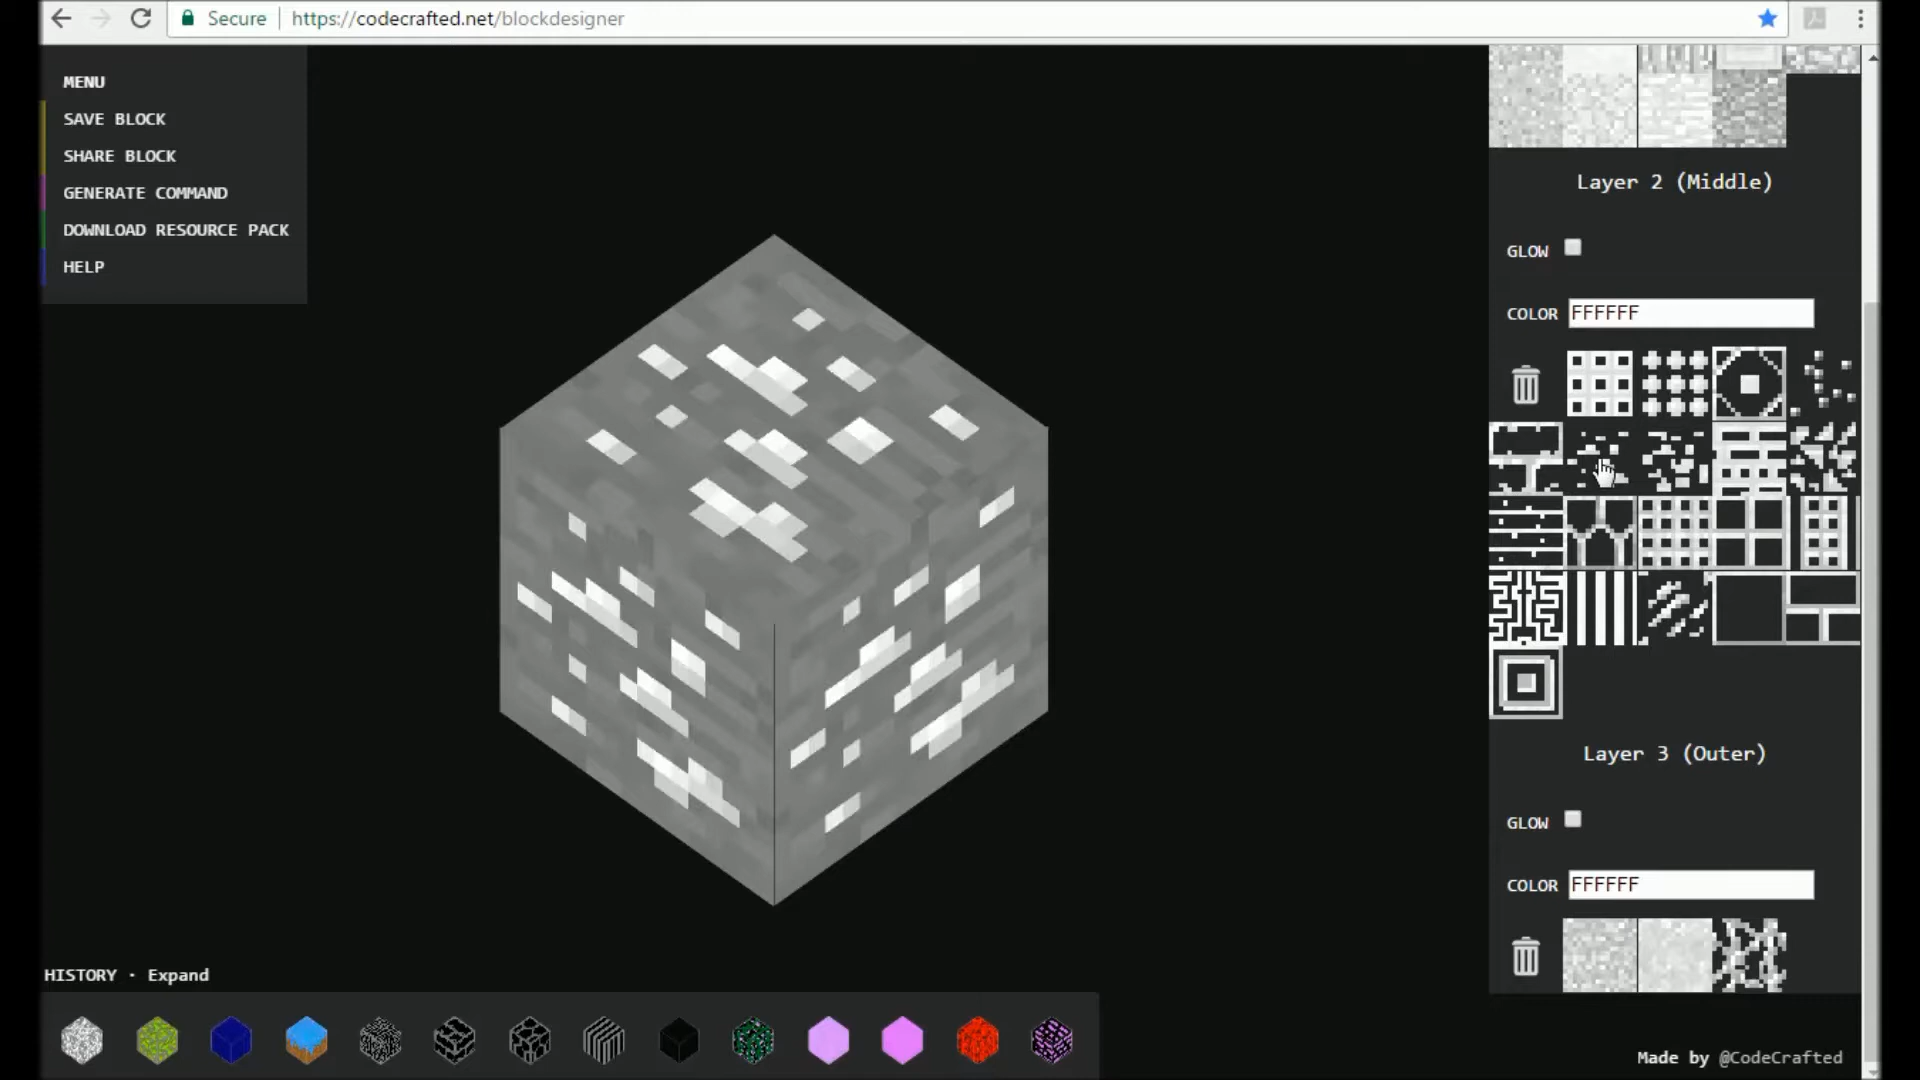 Secure https://codecrafted.net/blockdesigner
MENU
SAVE BLOCK
SHARE BLOCK
GENERATE COMMAND
DOWNLOAD RESOURCE PACK
HELP
Layer 2 (Middle)
GLOW
COLOR FFFFFF
Layer 3 (Outer)
GLOW
COLOR FFFFFF
HISTORY · Expand
Made by @CodeCrafted